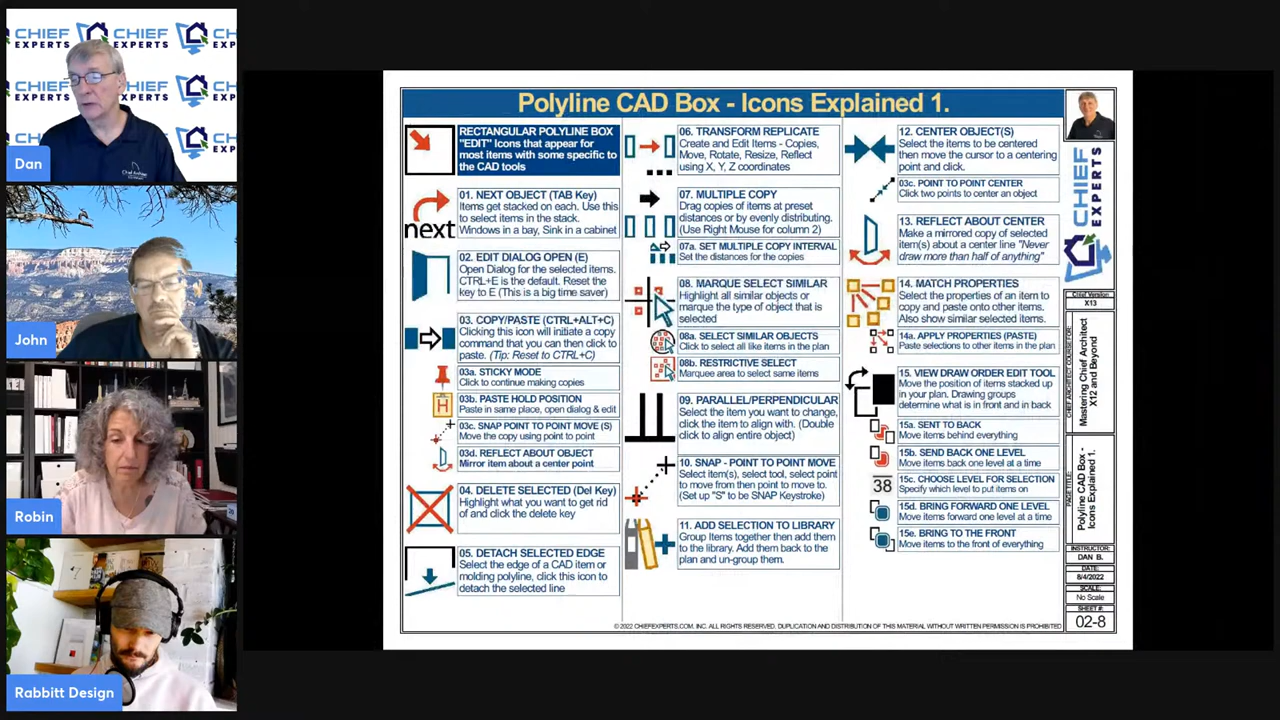 CHIEF EXPERTS
CHIEF EXPERTS
CHIEF EXPERTS
CHIEF
Dan
John
Robin
Rabbitt Design
Polyline CAD Box - Icons Explained 1.
RECTANGULAR POLYLINE BOX
"EDIT" Icons that appear for
most items with some specific to
the CAD tools
next
01. NEXT OBJECT (TAB Key)
Items get stacked on each. Use this
to select items in the stack.
Windows in a bay, Sink in a cabinet
02. EDIT DIALOG OPEN (E)
Open Dialog for the selected items.
CTRL+E is the default. Reset the
key to E (This is a big time saver)
03. COPY/PASTE (CTRL+ALT+C)
Clicking this icon will initiate a copy
command that you can then click to
paste. (Tip: Reset to CTRL+C)
03a. STICKY MODE
Click to continue making copies
H
03b. PASTE HOLD POSITION
Paste in same place, open dialog & edit
03c. SNAP POINT TO POINT MOVE (S)
Move the copy using point to point
03d. REFLECT ABOUT OBJECT
Mirror item about a center point
04. DELETE SELECTED (Del Key)
Highlight what you want to get rid
of and click the delete key
05. DETACH SELECTED EDGE
Select the edge of a CAD item or
molding polyline, click this icon to
detach the selected line
06. TRANSFORM REPLICATE
Create and Edit Items - Copies,
Move, Rotate, Resize, Reflect
using X, Y, Z coordinates
07. MULTIPLE COPY
Drag copies of items at preset
distances or by evenly distributing.
(Use Right Mouse for column 2)
07a. SET MULTIPLE COPY INTERVAL
Set the distances for the copies
08. MARQUE SELECT SIMILAR
Highlight all similar objects or
marque the type of object that is
selected
08a. SELECT SIMILAR OBJECTS
Click to select all like items in the plan
08b. RESTRICTIVE SELECT
Marquee area to select same items
09. PARALLEL/PERPENDICULAR
Select the item you want to change,
click the item to align with. (Double
click to align entire object)
10. SNAP - POINT TO POINT MOVE
Select item(s), select tool, select point
to move from then point to move to.
(Set up "S" to be SNAP Keystroke)
11. ADD SELECTION TO LIBRARY
Group Items together then add them
to the library. Add them back to the
plan and un-group them.
12. CENTER OBJECT(S)
Select the items to be centered
then move the cursor to a centering
point and click.
03c. POINT TO POINT CENTER
Click two points to center an object
13. REFLECT ABOUT CENTER
Make a mirrored copy of selected
item(s) about a center line "Never
draw more than half of anything"
14. MATCH PROPERTIES
Select the properties of an item to
copy and paste onto other items.
Also show similar selected items.
14a. APPLY PROPERTIES (PASTE)
Paste selections to other items in the plan
15. VIEW DRAW ORDER EDIT TOOL
Move the position of items stacked up
in your plan. Drawing groups
determine what is in front and in back
15a. SENT TO BACK
Move items behind everything
15b. SEND BACK ONE LEVEL
Move items back one level at a time
38
15c. CHOOSE LEVEL FOR SELECTION
Specify which level to put items on
15d. BRING FORWARD ONE LEVEL
Move items forward one level at a time
15e. BRING TO THE FRONT
Move items to the front of everything
© 2022 CHIEFEXPERTS.COM, INC. ALL RIGHTS RESERVED. DUPLICATION AND DISTRIBUTION OF THIS MATERIAL WITHOUT WRITTEN PERMISSION IS PROHIBITED
CHIEF
EXPERTS
Chief Version
X13
CHIEF ARCHITECT COURSE FOR:
Mastering Chief Architect
X12 and Beyond
PAGE TITLE:
Polyline CAD Box -
Icons Explained 1.
INSTRUCTOR:
DAN B.
DATE:
8/4/2022
SCALE:
No Scale
SHEET #:
02-8